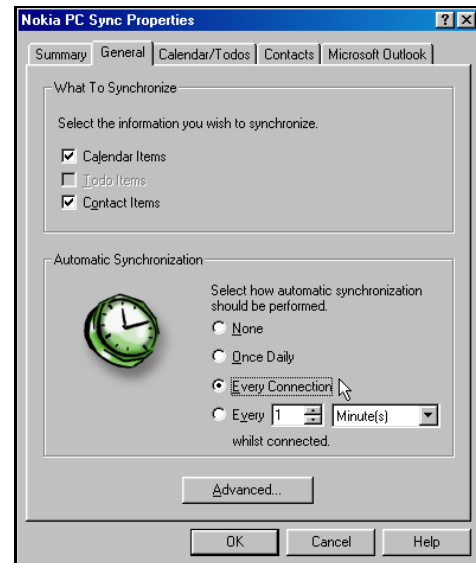 Nokia PC Sync Properties
Summary General Calendar/Todos Contacts Microsoft Outlook
What To Synchronize
Select the information you wish to synchronize.
Calendar Items
Todo Items
Contact Items
Automatic Synchronization
Select how automatic synchronization
should be performed.
None
Once Daily
Every Connection
Every 1 Minute(s)
whilst connected.
Advanced...
OK Cancel Help